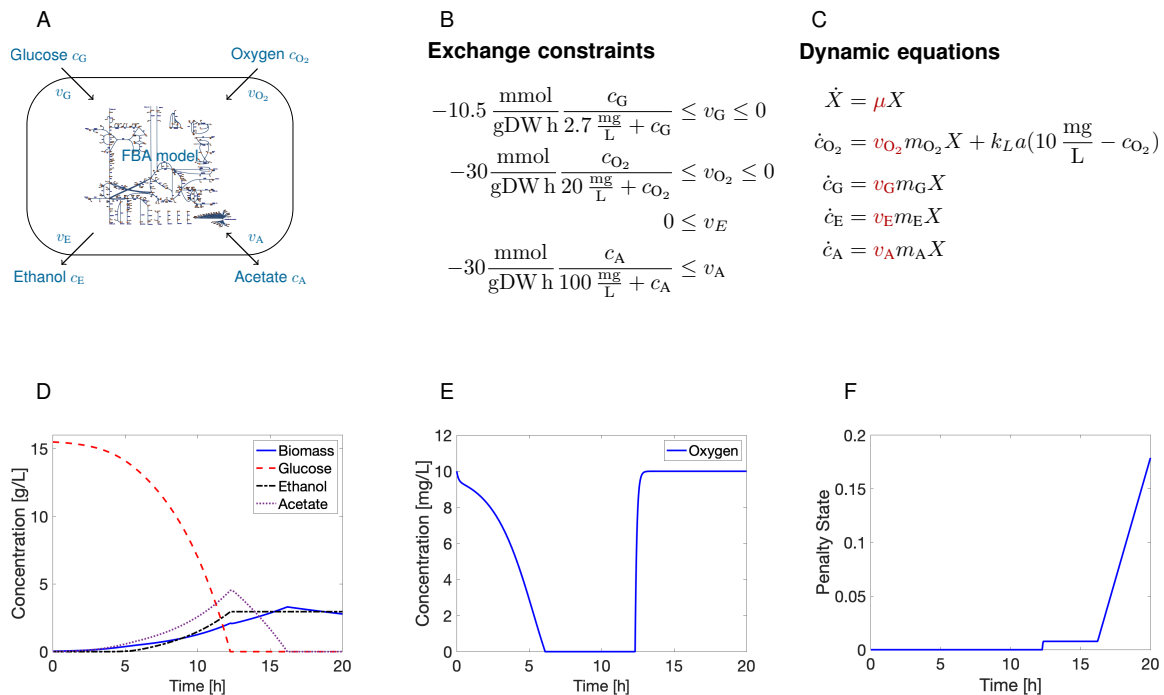 A
Glucose c_G
Oxygen c_O₂
v_G
v_O₂
FBA model
v_E
v_A
Ethanol c_E
Acetate c_A
B
Exchange constraints
−10.5 mmol/(gDW h) c_G/(2.7 mg/L + c_G) ≤ v_G ≤ 0
−30 mmol/(gDW h) c_O₂/(20 mg/L + c_O₂) ≤ v_O₂ ≤ 0
0 ≤ v_E
−30 mmol/(gDW h) c_A/(100 mg/L + c_A) ≤ v_A
C
Dynamic equations
Ẋ = μX
ċ_O₂ = v_O₂ m_O₂ X + k_L a(10 mg/L − c_O₂)
ċ_G = v_G m_G X
ċ_E = v_E m_E X
ċ_A = v_A m_A X
D
Concentration [g/L]
15
10
5
0
0 5 10 15 20
Time [h]
Biomass
Glucose
Ethanol
Acetate
E
Concentration [mg/L]
12
10
8
6
4
2
0
0 5 10 15 20
Time [h]
Oxygen
F
Penalty State
0.2
0.15
0.1
0.05
0
0 5 10 15 20
Time [h]